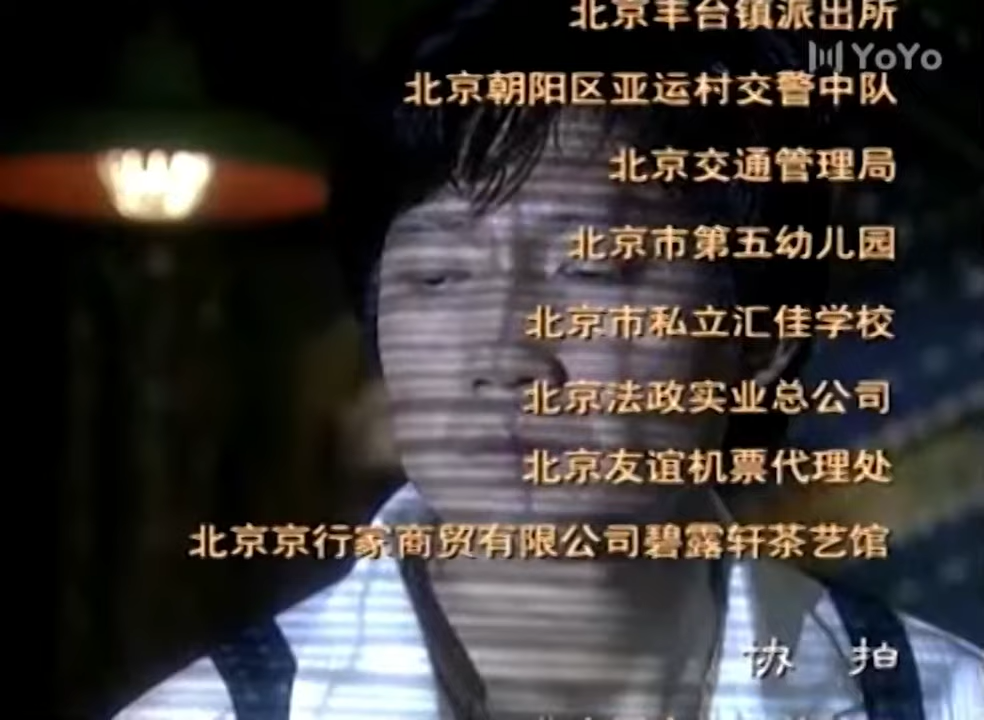 北京丰台镇派出所
YoYo
北京朝阳区亚运村交警中队
北京交通管理局
北京市第五幼儿园
北京市私立汇佳学校
北京法政实业总公司
北京友谊机票代理处
北京京行家商贸有限公司碧露轩茶艺馆
协 拍